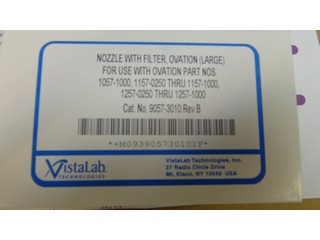 NOZZLE WITH FILTER, OVATION (LARGE)
FOR USE WITH OVATION PART NOS.
1057-1000, 1157-0250 THRU 1157-1000,
1257-0250 THRU 1257-1000
Cat. No. 9057-3010 Rev B
*+M093905730101F*
VistaLab
TECHNOLOGIES
VistaLab Technologies, Inc.
27 Radio Circle Drive
Mt. Kisco, NY 10549 USA